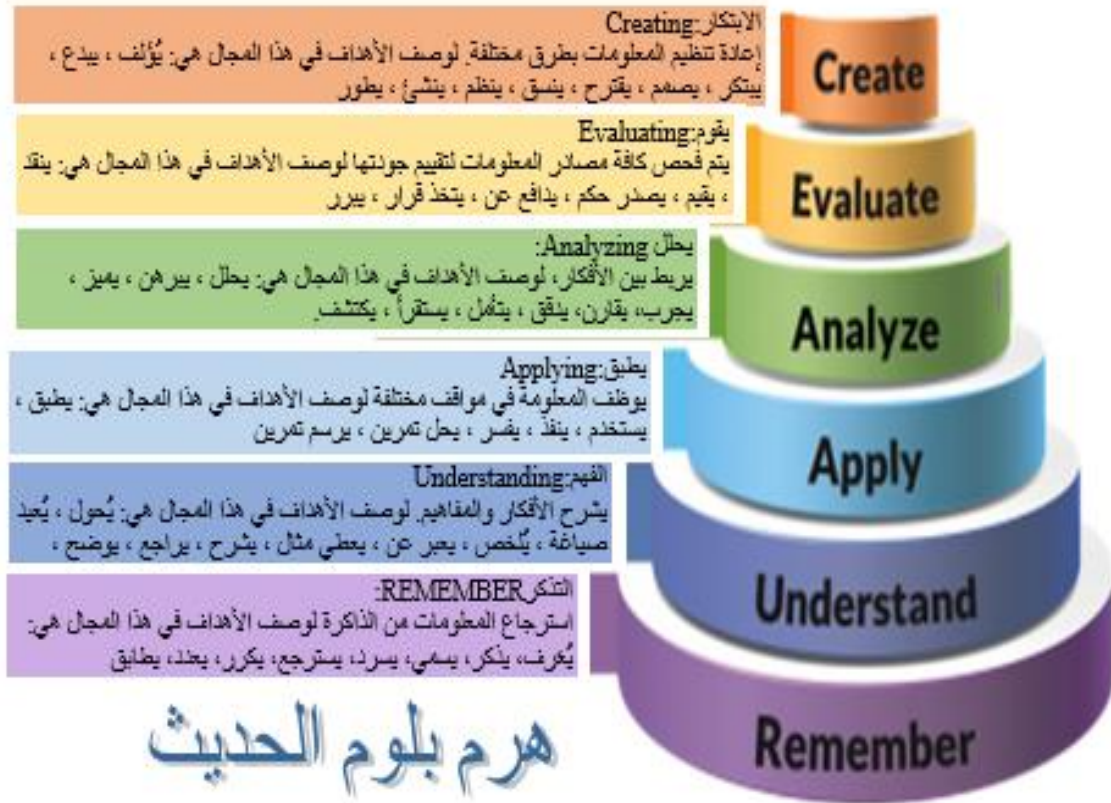 الابتكار:Creating
إعادة تنظيم المعلومات بطرق مختلفة. لوصف الأهداف في هذا المجال هي: يُؤلف ، يبدع ،
يبتكر ، يصمم ، يقترح ، ينسق ، ينظم ، ينشئ ، يطور
Create
يقوم:Evaluating
يتم فحص كافة مصادر المعلومات لتقييم جودتها لوصف الأهداف في هذا المجال هي: ينقد
، يقيم ، يصدر حكم ، يدافع عن ، يتخذ قرار ، يبرر
Evaluate
يحلل Analyzing:
يربط بين الأفكار، لوصف الأهداف في هذا المجال هي: يحلل ، يبرهن ، يميز ،
يجرب، يقارن، يدقق ، يتأمل ، يستقرأ ، يكتشف.
Analyze
يطبق:Applying
يوظف المعلومة في مواقف مختلفة لوصف الأهداف في هذا المجال هي: يطبق ،
يستخدم ، ينفذ ، يفسر ، يحل تمرين ، يرسم تمرين
Apply
الفهم:Understanding
يشرح الأفكار والمفاهيم. لوصف الأهداف في هذا المجال هي: يُحول ، يُعيد
صياغة ، يُلخص ، يعبر عن ، يعطي مثال ، يشرح ، يراجع ، يوضح ،
Understand
التذكر REMEMBER:
استرجاع المعلومات من الذاكرة لوصف الأهداف في هذا المجال هي:
يُعرف، يذكر، يسمي، يسرد، يسترجع، يكرر، يعدد، يطابق
Remember
هرم بلوم الحديث